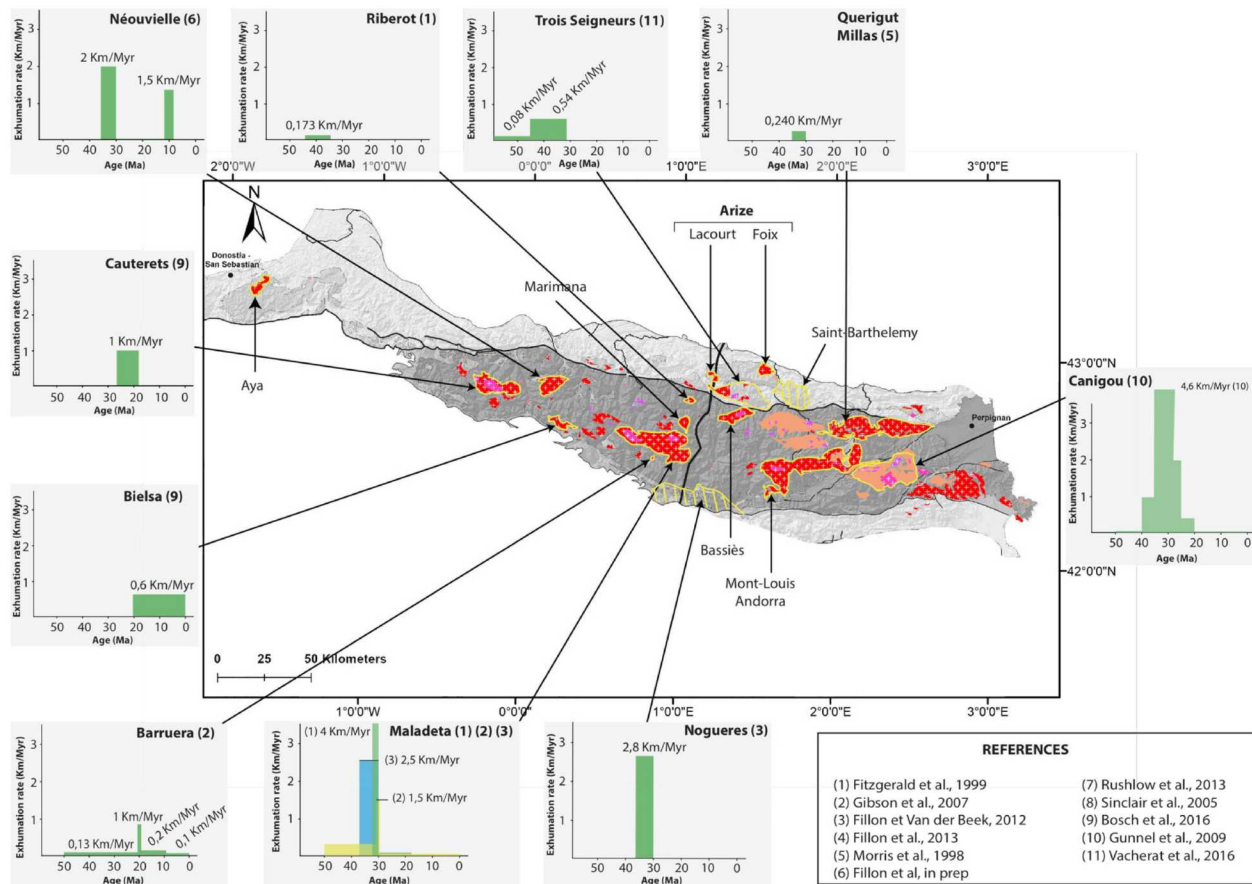 Néouvielle (6)
Exhumation rate (Km/Myr)
3
2
1
2 Km/Myr
1,5 Km/Myr
50 40 30 20 10 0
Age (Ma)
Riberot (1)
Exhumation rate (Km/Myr)
3
2
1
0,173 Km/Myr
50 40 30 20 10 0
Age (Ma)
Trois Seigneurs (11)
Exhumation rate (Km/Myr)
3
2
1
0,08 Km/Myr
0,54 Km/Myr
50 40 30 20 10 0
Age (Ma)
Querigut
Millas (5)
Exhumation rate (Km/Myr)
3
2
1
0,240 Km/Myr
50 40 30 20 10 0
Age (Ma)
2°0'0"W 1°0'0"W 0°0'0" 1°0'0"E 2°0'0"E 3°0'0"E
N
Donostia -
San Sebastian
Aya
Arize
Lacourt Foix
Marimana
Saint-Barthelemy
43°0'0"N
Perpignan
Bassiès
Mont-Louis
Andorra
42°0'0"N
0 25 50 Kilometers
1°0'0"W 0°0'0" 1°0'0"E 2°0'0"E 3°0'0"E
Cauterets (9)
Exhumation rate (Km/Myr)
3
2
1
1 Km/Myr
50 40 30 20 10 0
Age (Ma)
Canigou (10)
Exhumation rate (Km/Myr)
3
2
1
4,6 Km/Myr (10)
50 40 30 20 10 0
Age (Ma)
Bielsa (9)
Exhumation rate (Km/Myr)
3
2
1
0,6 Km/Myr
50 40 30 20 10 0
Age (Ma)
Barruera (2)
Exhumation rate (Km/Myr)
3
2
1
0,13 Km/Myr
1 Km/Myr
0,2 Km/Myr
0,1 Km/Myr
50 40 30 20 10 0
Age (Ma)
Maladeta (1) (2) (3)
Exhumation rate (Km/Myr)
3
2
1
(1) 4 Km/Myr
(3) 2,5 Km/Myr
(2) 1,5 Km/Myr
50 40 30 20 10 0
Age (Ma)
Nogueres (3)
Exhumation rate (Km/Myr)
3
2
1
2,8 Km/Myr
50 40 30 20 10 0
Age (Ma)
REFERENCES
(1) Fitzgerald et al., 1999
(2) Gibson et al., 2007
(3) Fillon et Van der Beek, 2012
(4) Fillon et al., 2013
(5) Morris et al., 1998
(6) Fillon et al, in prep
(7) Rushlow et al., 2013
(8) Sinclair et al., 2005
(9) Bosch et al., 2016
(10) Gunnel et al., 2009
(11) Vacherat et al., 2016